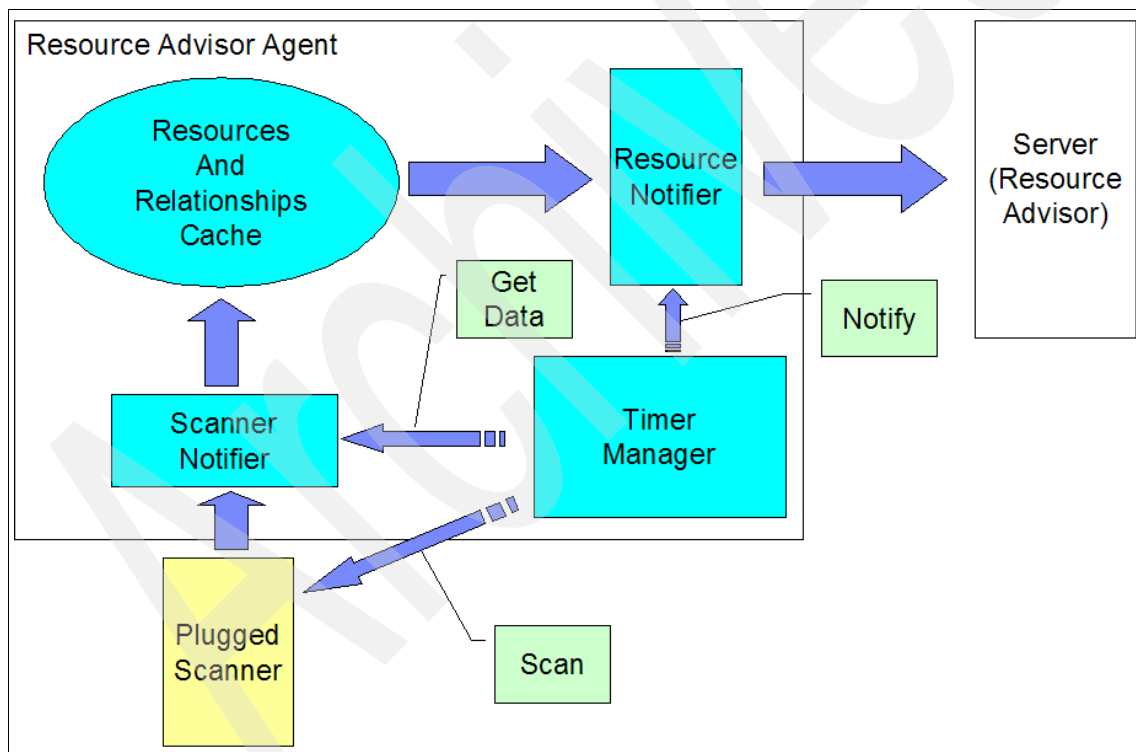 Resource Advisor Agent
Resources
And
Relationships
Cache
Resource
Notifier
Server
(Resource
Advisor)
Get
Data
Notify
Scanner
Notifier
Timer
Manager
Plugged
Scanner
Scan
Archive